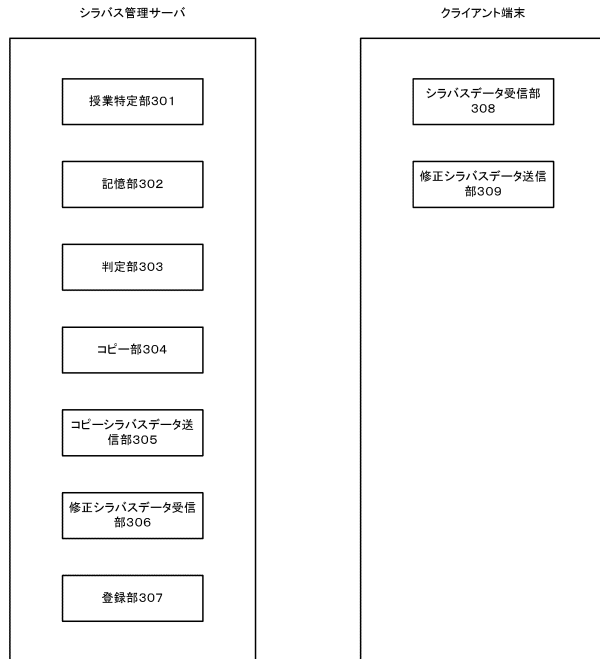 シラバス管理サーバ
授業特定部301
記憶部302
判定部303
コピー部304
コピーシラバスデータ送
信部305
修正シラバスデータ受信
部306
登録部307
クライアント端末
シラバスデータ受信部
308
修正シラバスデータ送信
部309